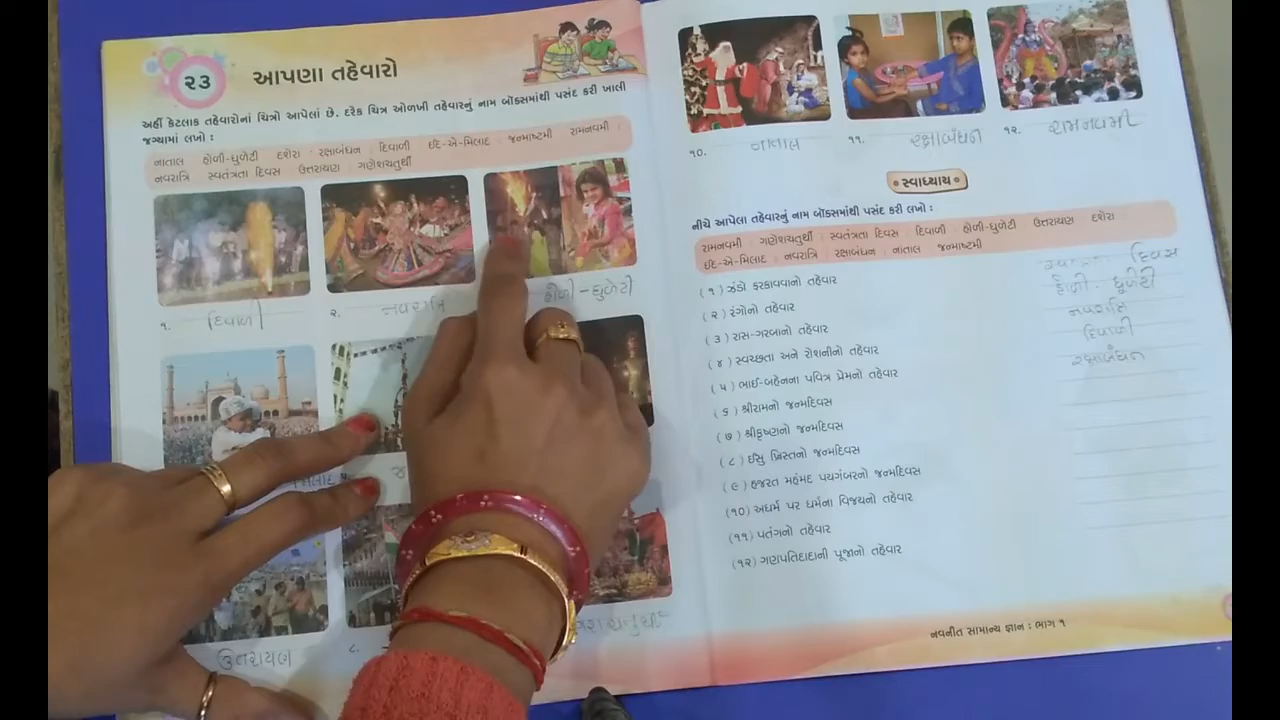 ૨૩
આપણા તહેવારો
અહીં કેટલાક તહેવારોનાં ચિત્રો આપેલાં છે. દરેક ચિત્ર ઓળખી તહેવારનું નામ બૉક્સમાંથી પસંદ કરી ખાલી
જગ્યામાં લખો :
નાતાલ હોળી-ધુળેટી દશેરા રક્ષાબંધન દિવાળી ઈદ-એ-મિલાદ જન્માષ્ટમી રામનવમી
નવરાત્રિ સ્વતંત્રતા દિવસ ઉત્તરાયણ ગણેશચતુર્થી
૧. દિવાળી
૨. નવરાત્રિ
હોળી-ધુળેટી
મિલાદ
ઉતરાયણ
૮.
૧૦. નાતાલ
૧૧. રક્ષાબંધન
૧૨. રામનવમી
સ્વાધ્યાય
નીચે આપેલા તહેવારનું નામ બૉક્સમાંથી પસંદ કરી લખો :
રામનવમી ગણેશચતુર્થી સ્વતંત્રતા દિવસ દિવાળી હોળી-ધુળેટી ઉત્તરાયણ દશેરા
ઈદ-એ-મિલાદ નવરાત્રિ રક્ષાબંધન નાતાલ જન્માષ્ટમી
(૧) ઝંડો ફરકાવવાનો તહેવાર દિવસ
(૨) રંગોનો તહેવાર હોળી-ધુળેટી
(૩) રાસ-ગરબાનો તહેવાર નવરાત્રિ
(૪) સ્વચ્છતા અને રોશનીનો તહેવાર દિવાળી
(૫) ભાઈ-બહેનના પવિત્ર પ્રેમનો તહેવાર રક્ષાબંધન
(૬) શ્રીરામનો જન્મદિવસ
(૭) શ્રીકૃષ્ણનો જન્મદિવસ
(૮) ઈસુ ખ્રિસ્તનો જન્મદિવસ
(૯) હજરત મહંમદ પયગંબરનો જન્મદિવસ
(૧૦) અધર્મ પર ધર્મના વિજયનો તહેવાર
(૧૧) પતંગનો તહેવાર
(૧૨) ગણપતિદાદાની પૂજાનો તહેવાર
નવનીત સામાન્ય જ્ઞાન : ભાગ ૧